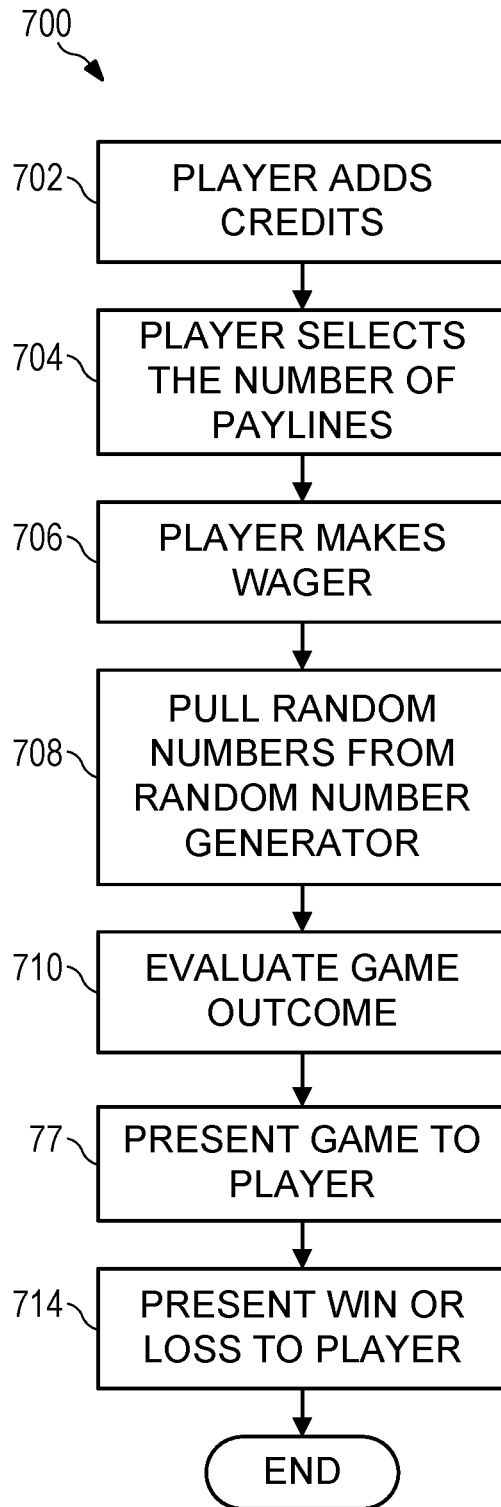 700
702
PLAYER ADDS
CREDITS
704
PLAYER SELECTS
THE NUMBER OF
PAYLINES
706
PLAYER MAKES
WAGER
708
PULL RANDOM
NUMBERS FROM
RANDOM NUMBER
GENERATOR
710
EVALUATE GAME
OUTCOME
77
PRESENT GAME TO
PLAYER
714
PRESENT WIN OR
LOSS TO PLAYER
END